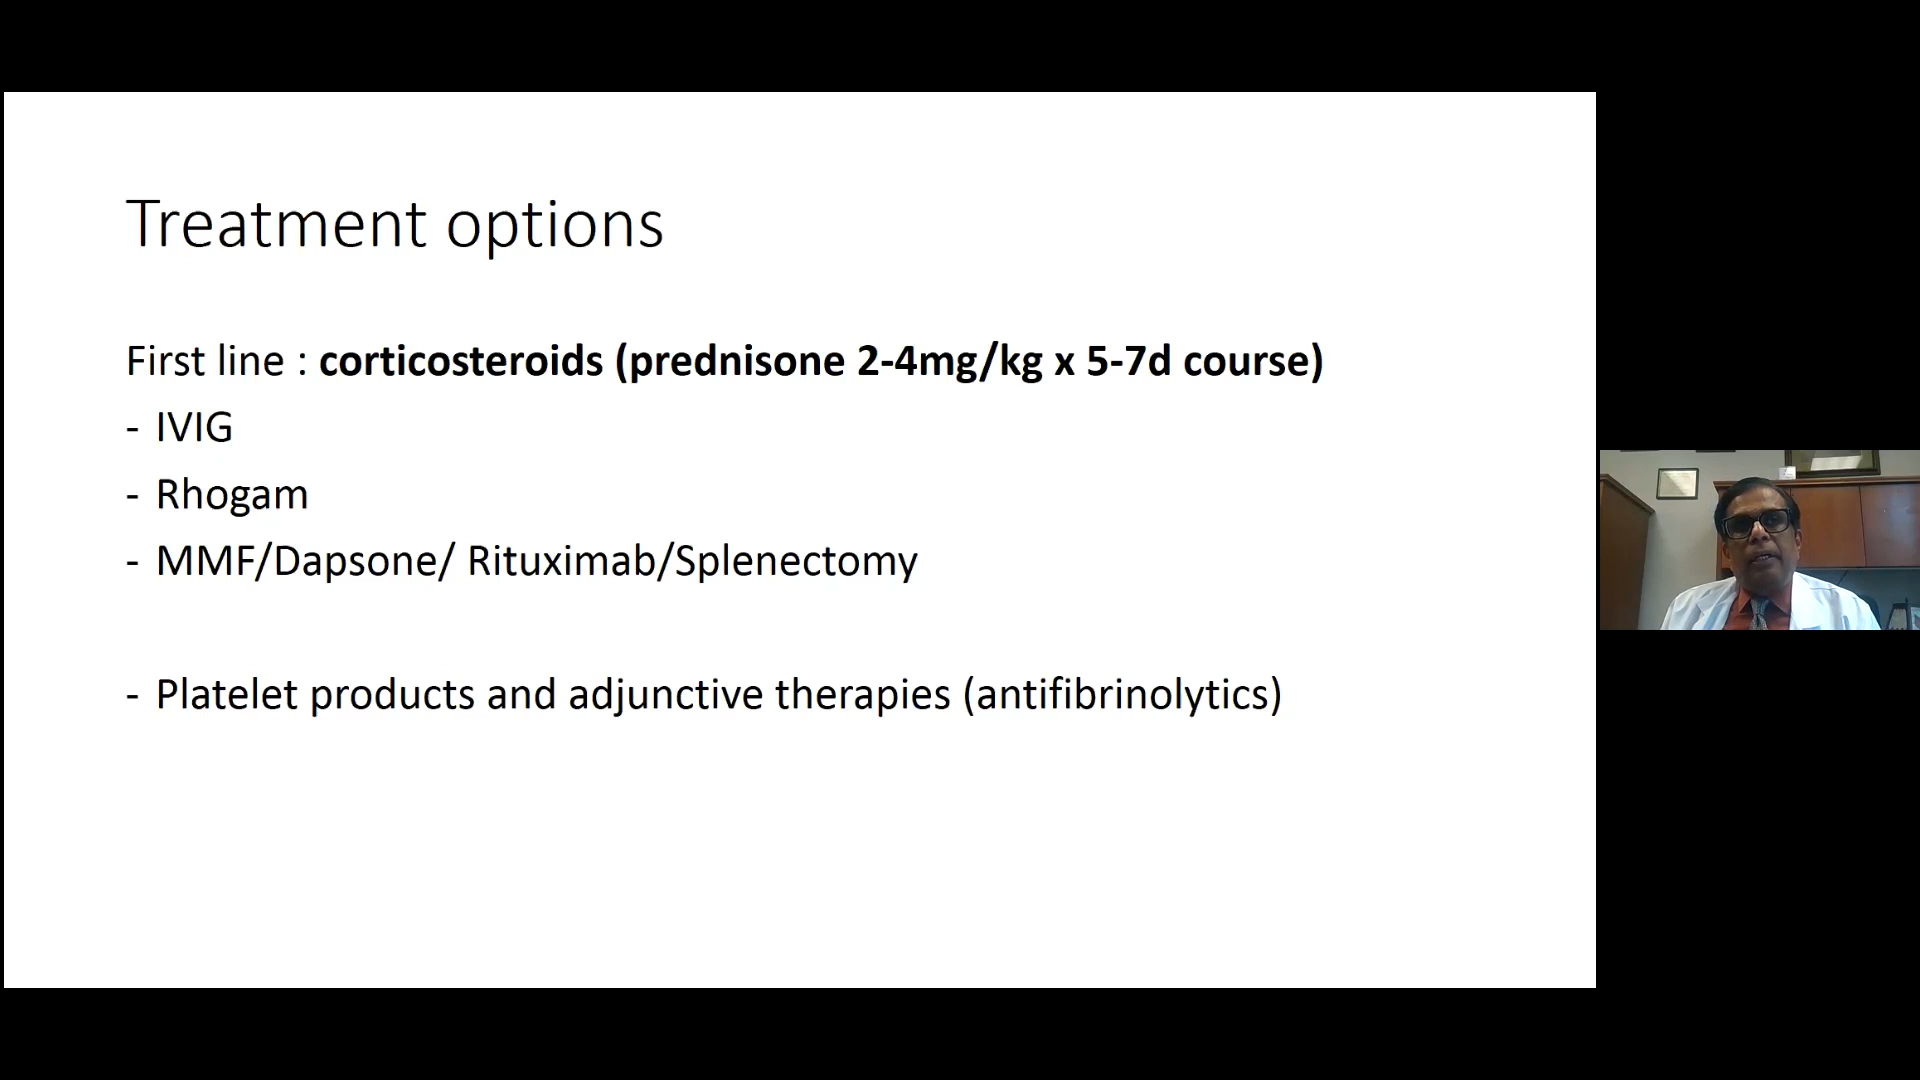 Treatment options
First line : corticosteroids (prednisone 2-4mg/kg x 5-7d course)
- IVIG
- Rhogam
- MMF/Dapsone/ Rituximab/Splenectomy
- Platelet products and adjunctive therapies (antifibrinolytics)